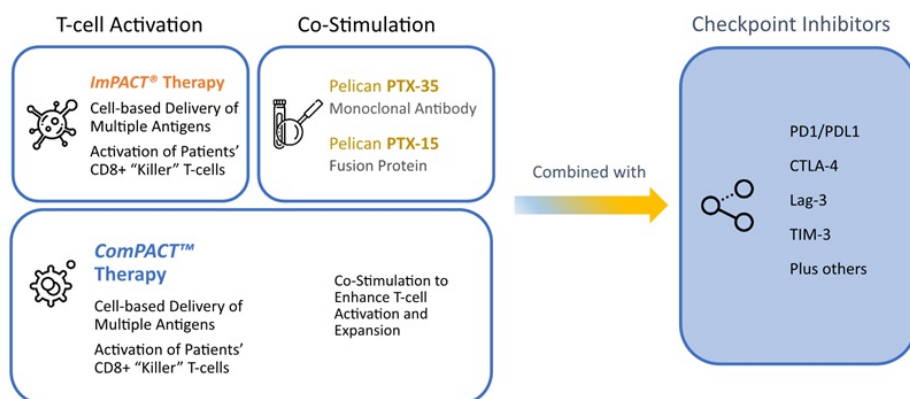 T-cell Activation
Co-Stimulation
Checkpoint Inhibitors
ImPACT® Therapy
Cell-based Delivery of
Multiple Antigens
Activation of Patients’
CD8+ “Killer” T-cells
Pelican PTX-35
Monoclonal Antibody
Pelican PTX-15
Fusion Protein
ComPACT™
Therapy
Cell-based Delivery of
Multiple Antigens
Activation of Patients’
CD8+ “Killer” T-cells
Co-Stimulation to
Enhance T-cell
Activation and
Expansion
Combined with
PD1/PDL1
CTLA-4
Lag-3
TIM-3
Plus others